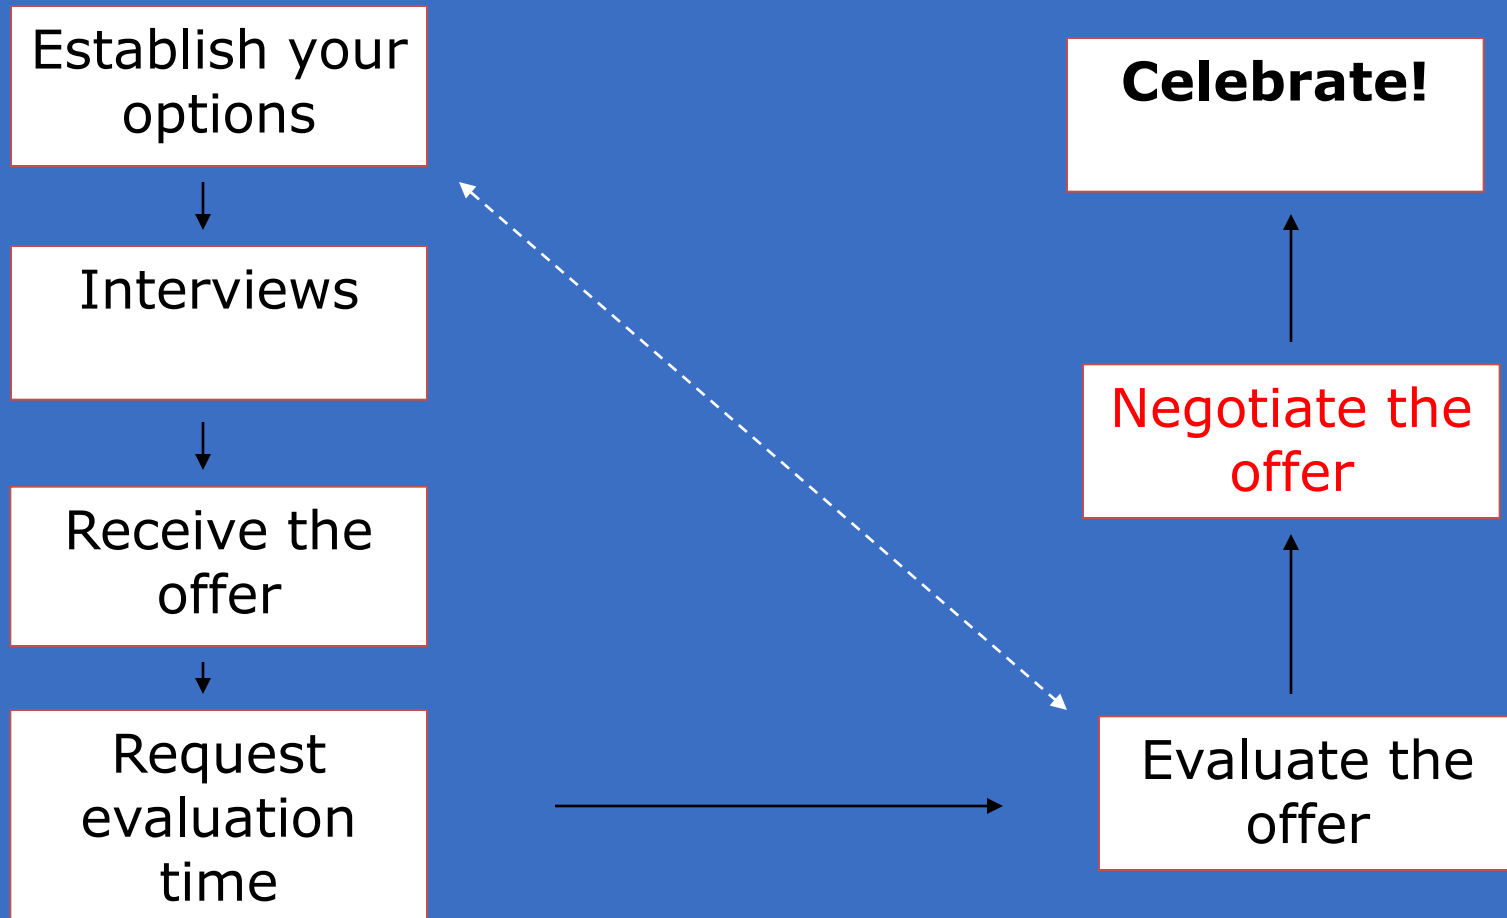 Establish your
options
Interviews
Receive the
offer
Request
evaluation
time
Evaluate the
offer
Negotiate the
offer
Celebrate!